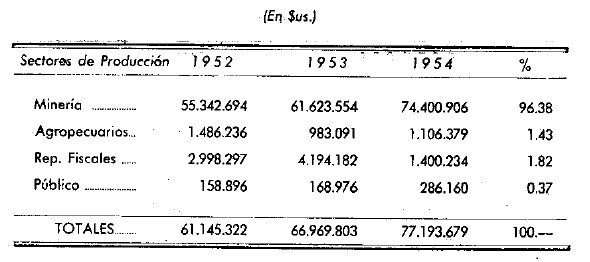 (En $us.)
Sectores de Producción 1952 1953 1954 %
Minería ................ 55.342.694 61.623.554 74.400.906 96.38
Agropecuarios... 1.486.236 983.091 1.106.379 1.43
Rep. Fiscales ..... 2.998.297 4.194.182 1.400.234 1.82
Público ................. 158.896 168.976 286.160 0.37
TOTALES........ 61.145.322 66.969.803 77.193.679 100.--